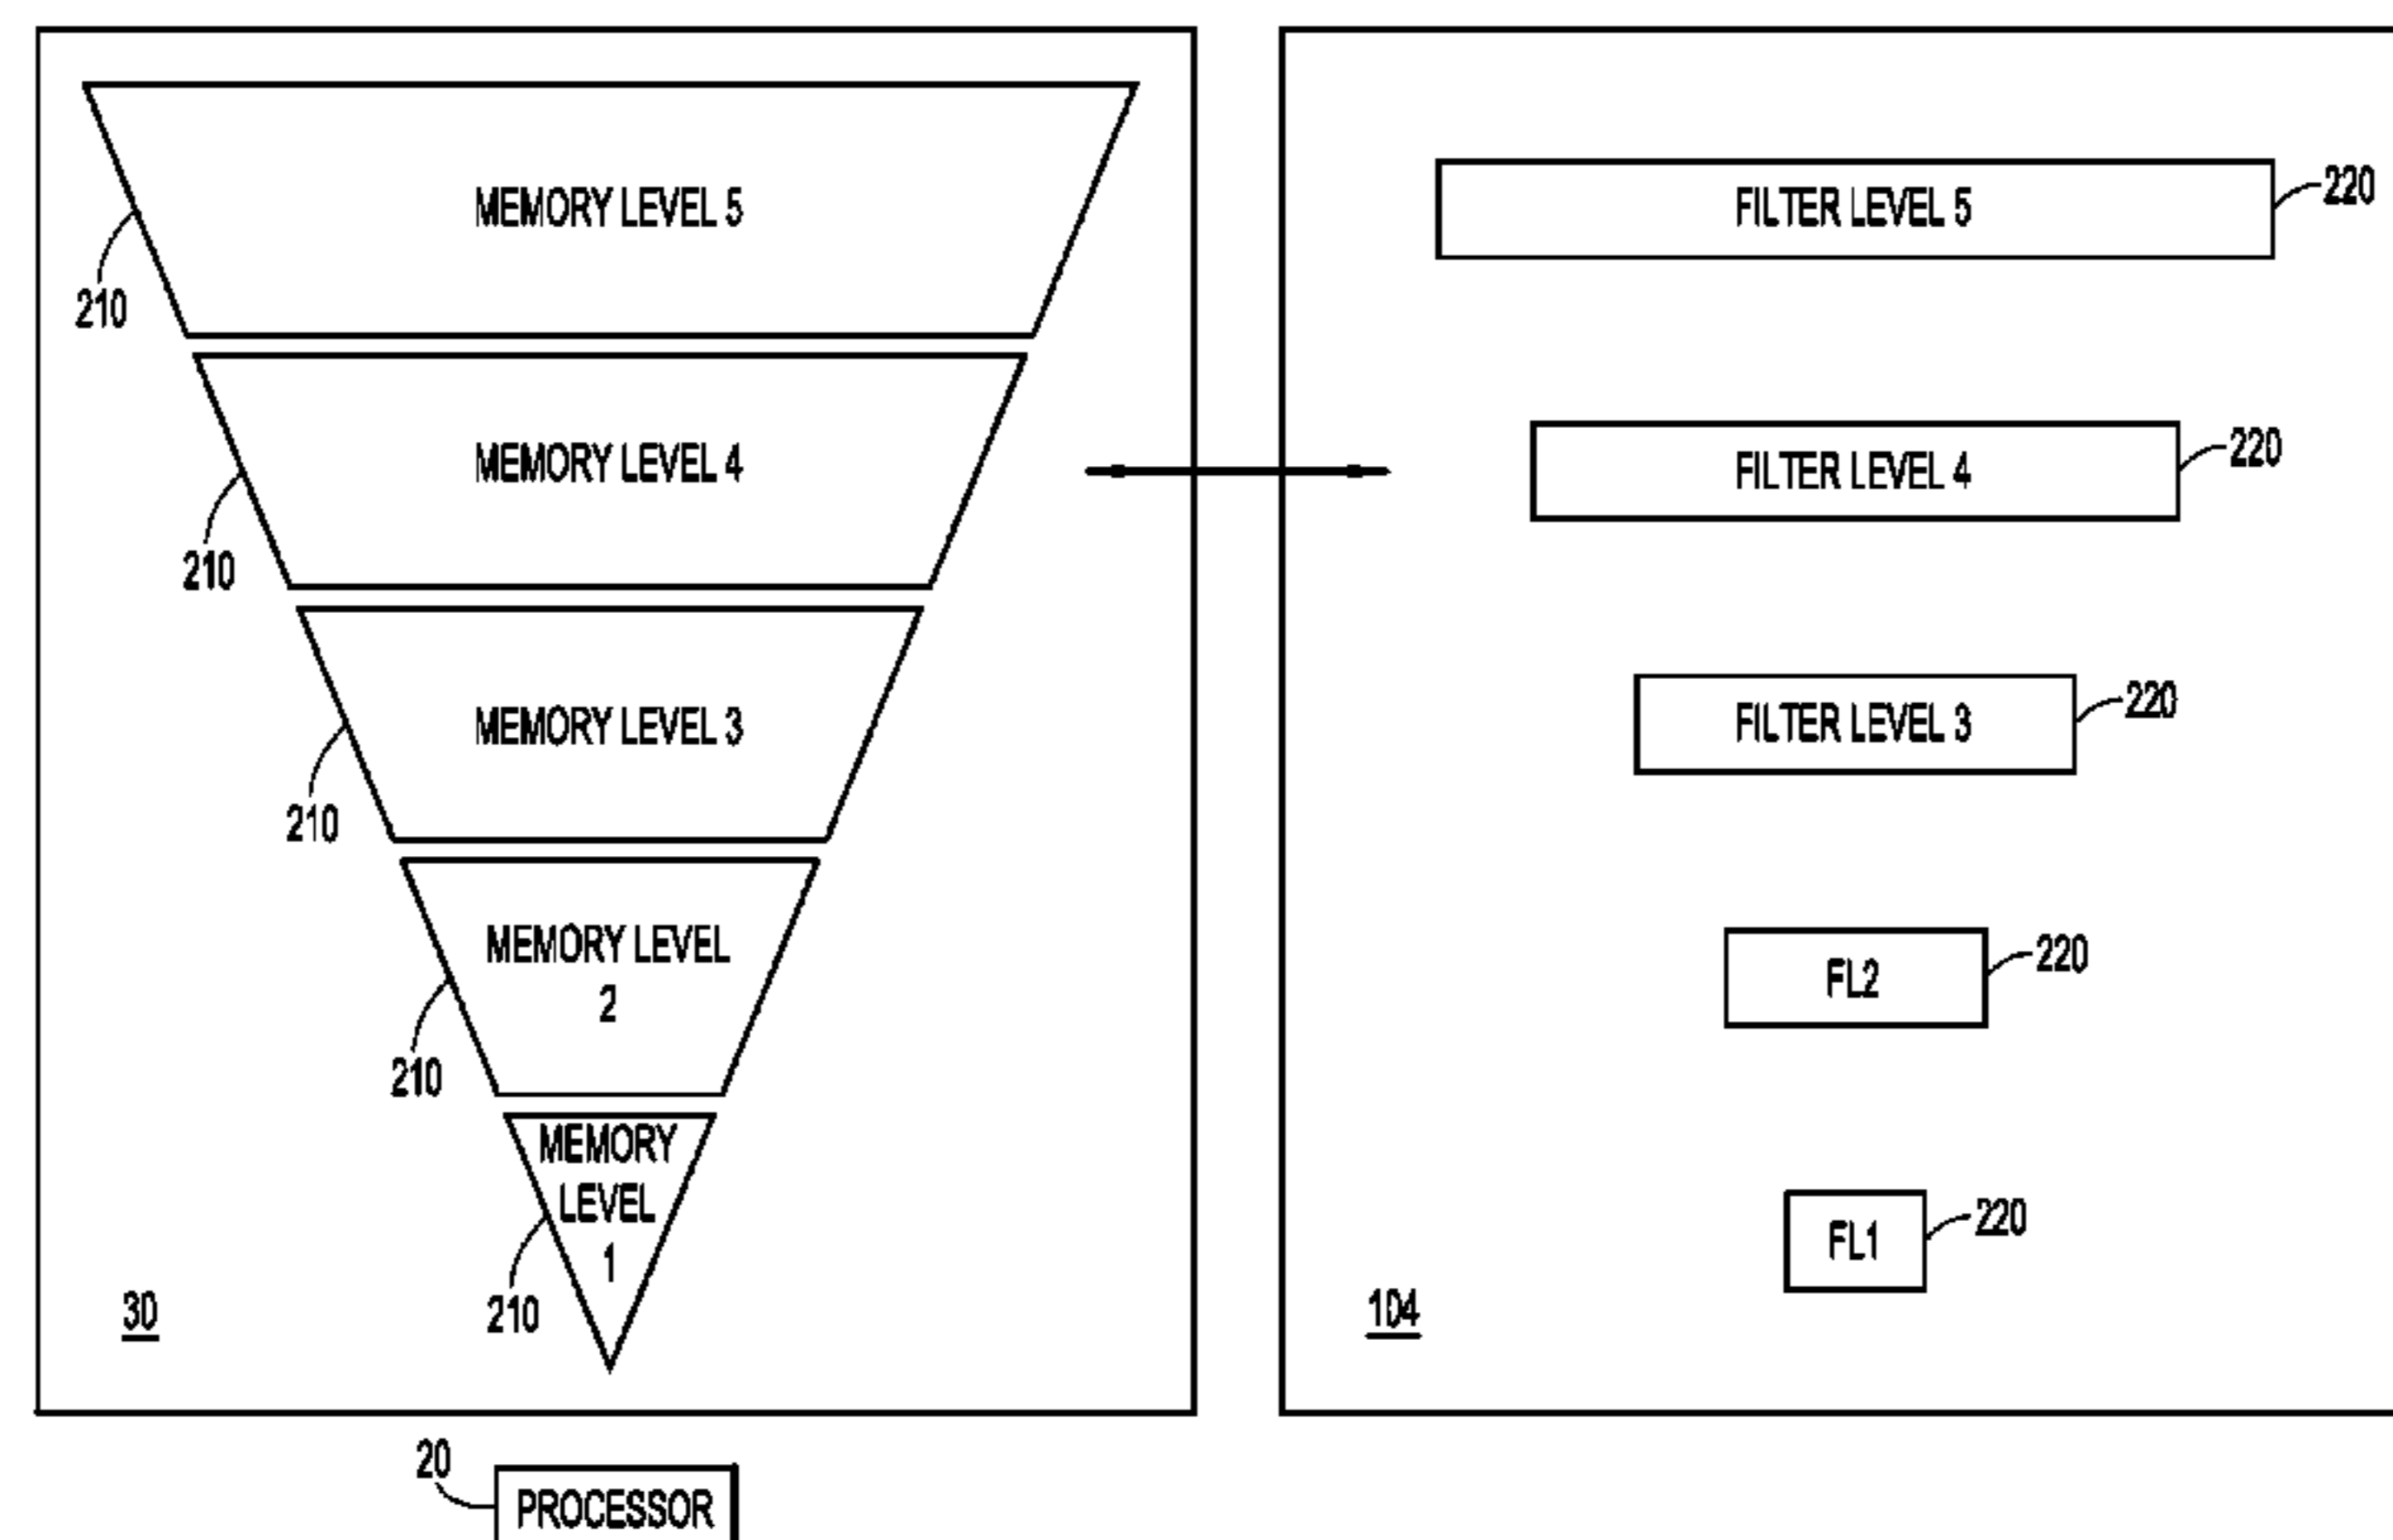 MEMORY LEVEL 5
210
MEMORY LEVEL 4
210
MEMORY LEVEL 3
210
MEMORY LEVEL
2
210
MEMORY
LEVEL
1
210
30
FILTER LEVEL 5
220
FILTER LEVEL 4
220
FILTER LEVEL 3
220
FL2
220
FL1
220
104
20
PROCESSOR